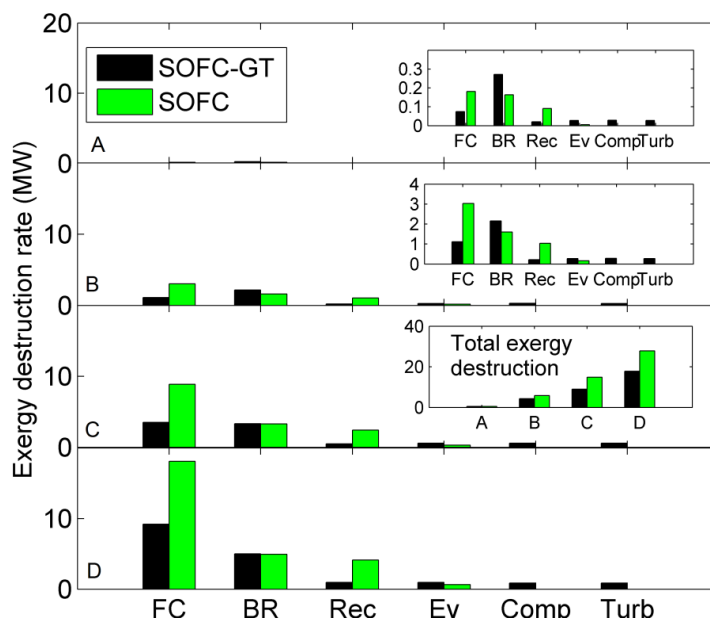 Exergy destruction rate (MW)
20
10
0
SOFC-GT
SOFC
A
0.3
0.2
0.1
0
FC BR Rec Ev Comp Turb
10
0
B
4
3
2
1
0
FC BR Rec Ev Comp Turb
10
0
C
Total exergy
destruction
40
20
0
A B C D
10
0
D
FC BR Rec Ev Comp Turb